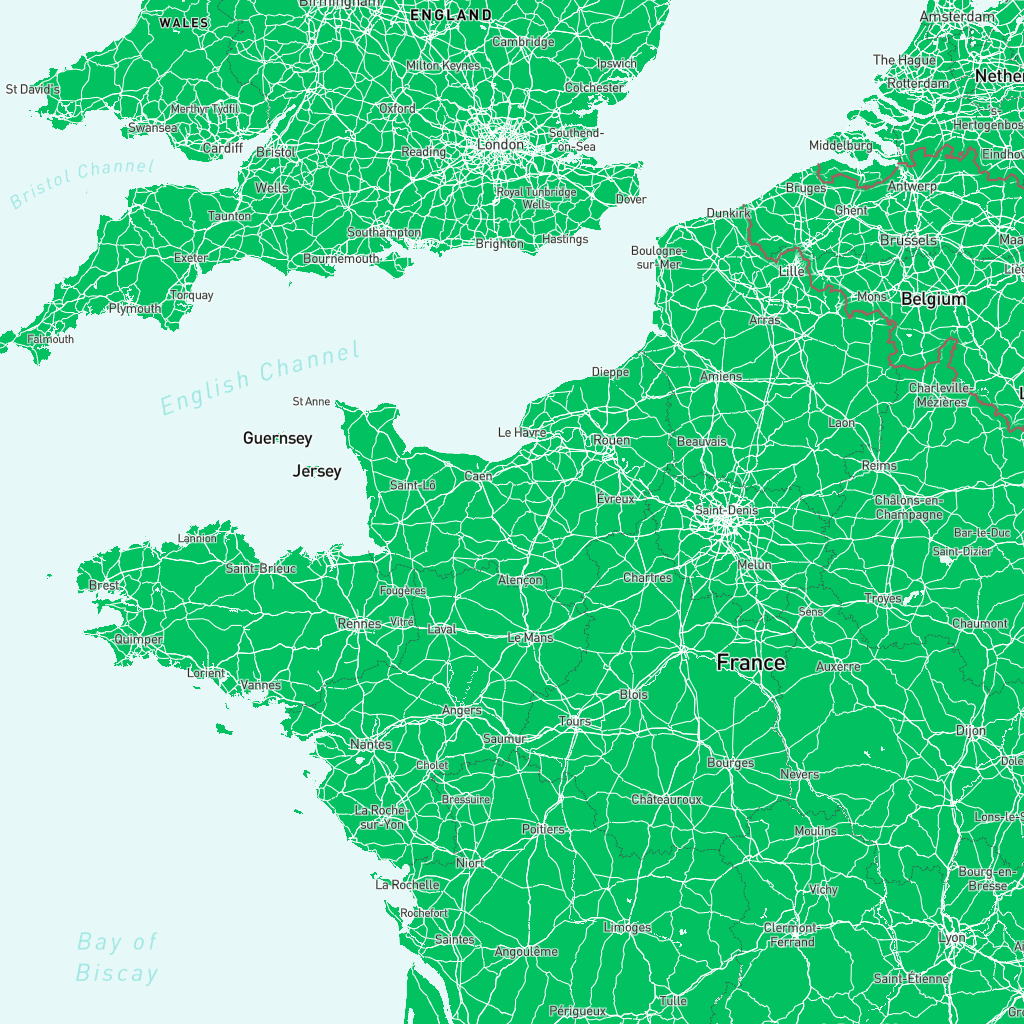 Birmingham
ENGLAND
Amsterdam
WALES
Cambridge
Milton Keynes
Ipswich
The Hague
Nether
St David's
Colchester
Rotterdam
Merthyr Tydfil
Oxford
s-
Hertogenbos
Swansea
Southend-
on-Sea
Cardiff
Bristol
Reading
London
Middelburg
Eindhov
Bristol Channel
Wells
Royal Tunbridge
Wells
Dover
Bruges
Antwerp
Taunton
Dunkirk
Ghent
Southampton
Brighton
Hastings
Brussels
Maa
Exeter
Bournemouth
Boulogne-
sur-Mer
Lille
Lièg
Torquay
Plymouth
Mons
Belgium
Arras
Falmouth
English Channel
Dieppe
Amiens
Charleville-
Mézières
L
St Anne
Guernsey
Le Havre
Rouen
Beauvais
Laon
Jersey
Saint-Lô
Caen
Reims
Évreux
Saint-Denis
Châlons-en-
Champagne
Lannion
Bar-le-Duc
Saint-Dizier
Brest
Saint-Brieuc
Fougères
Alençon
Chartres
Melun
Troyes
Quimper
Rennes
Vitré
Laval
Le Mans
Sens
Chaumont
Lorient
Vannes
France
Auxerre
Blois
Angers
Tours
Saumur
Nantes
Dijon
Cholet
Bourges
Nevers
Dole
Bressuire
Châteauroux
La Roche-
sur-Yon
Poitiers
Moulins
Lons-le-S
Niort
La Rochelle
Vichy
Bourg-en-
Bresse
Rochefort
Limoges
Clermont-
Ferrand
Bay of
Biscay
Saintes
Angoulême
Lyon
Ai
Saint-Étienne
Périgueux
Tulle
Gre